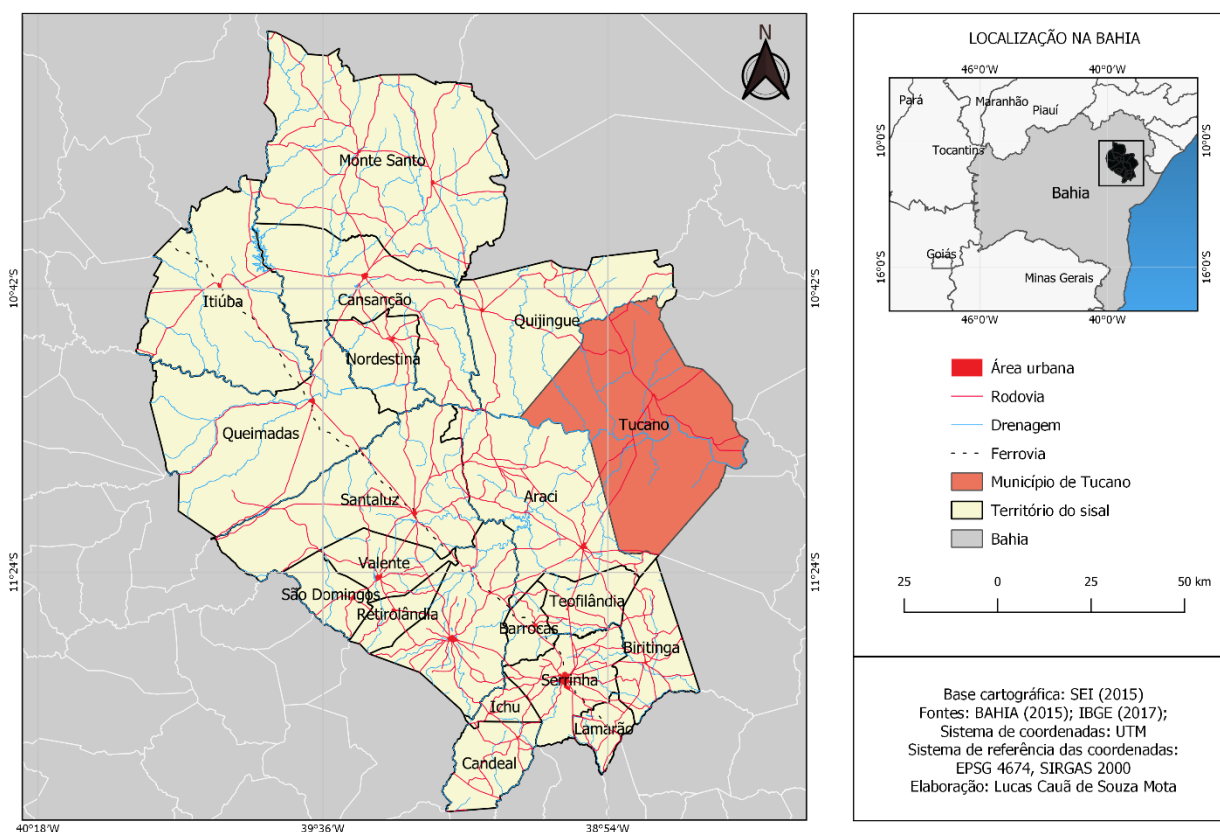 N
Monte Santo
10°42'S
10°42'S
Itiúba
Cansanção
Quijingue
Nordestina
Tucano
Queimadas
Santaluz
Araci
11°24'S
11°24'S
Valente
São Domingos
Retirolândia
Teofilândia
Barrocas
Biritinga
Serrinha
Ichu
Lamarão
Candeal
40°18'W
39°36'W
38°54'W
LOCALIZAÇÃO NA BAHIA
46°0'W
40°0'W
Pará
Maranhão
Piauí
10°0'S
10°0'S
Tocantins
Bahia
Goiás
16°0'S
16°0'S
Minas Gerais
46°0'W
40°0'W
Área urbana
Rodovia
Drenagem
Ferrovia
Município de Tucano
Território do sisal
Bahia
25 0 25 50 km
Base cartográfica: SEI (2015)
Fontes: BAHIA (2015); IBGE (2017);
Sistema de coordenadas: UTM
Sistema de referência das coordenadas:
EPSG 4674, SIRGAS 2000
Elaboração: Lucas Cauã de Souza Mota